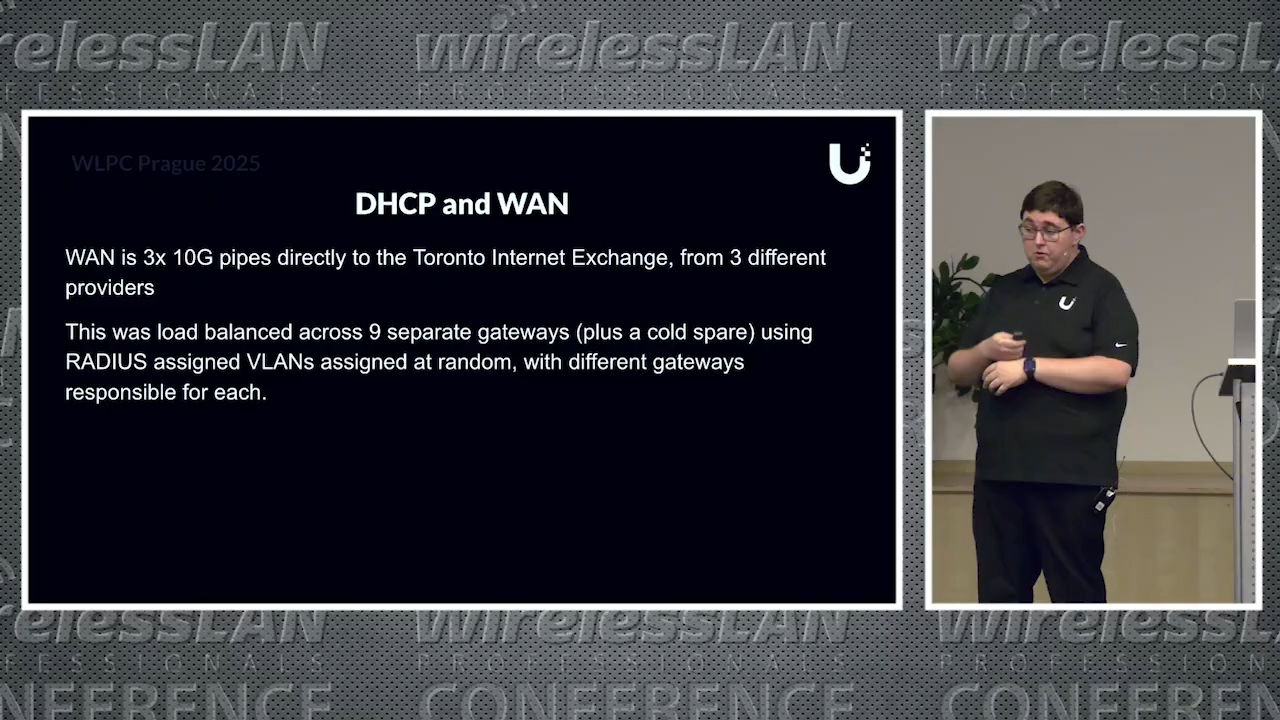 wirelessLAN
PROFESSIONALS
WLPC Prague 2025
DHCP and WAN
WAN is 3x 10G pipes directly to the Toronto Internet Exchange, from 3 different
providers
This was load balanced across 9 separate gateways (plus a cold spare) using
RADIUS assigned VLANs assigned at random, with different gateways
responsible for each.
wirelessLAN
PROFESSIONALS
CONFERENCE